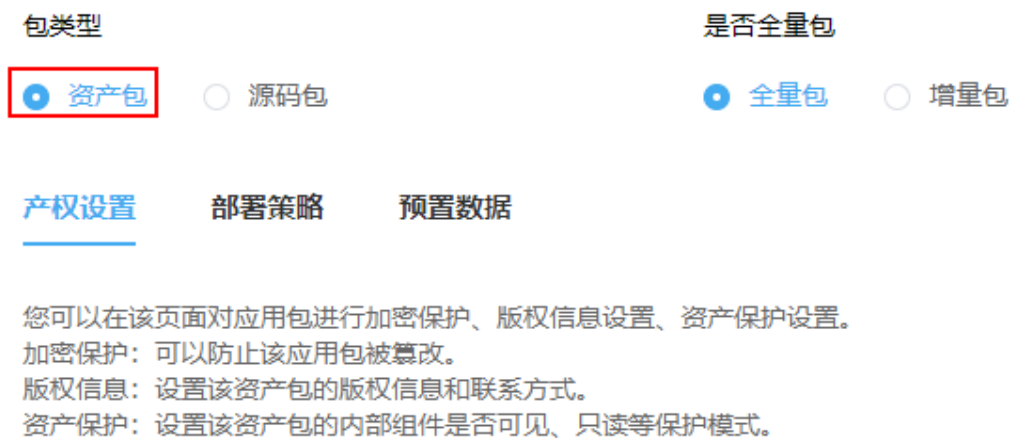 包类型 是否全量包
资产包 源码包 全量包 增量包
产权设置 部署策略 预置数据
您可以在该页面对应用包进行加密保护、版权信息设置、资产保护设置。
加密保护：可以防止该应用包被篡改。
版权信息：设置该资产包的版权信息和联系方式。
资产保护：设置该资产包的内部组件是否可见、只读等保护模式。